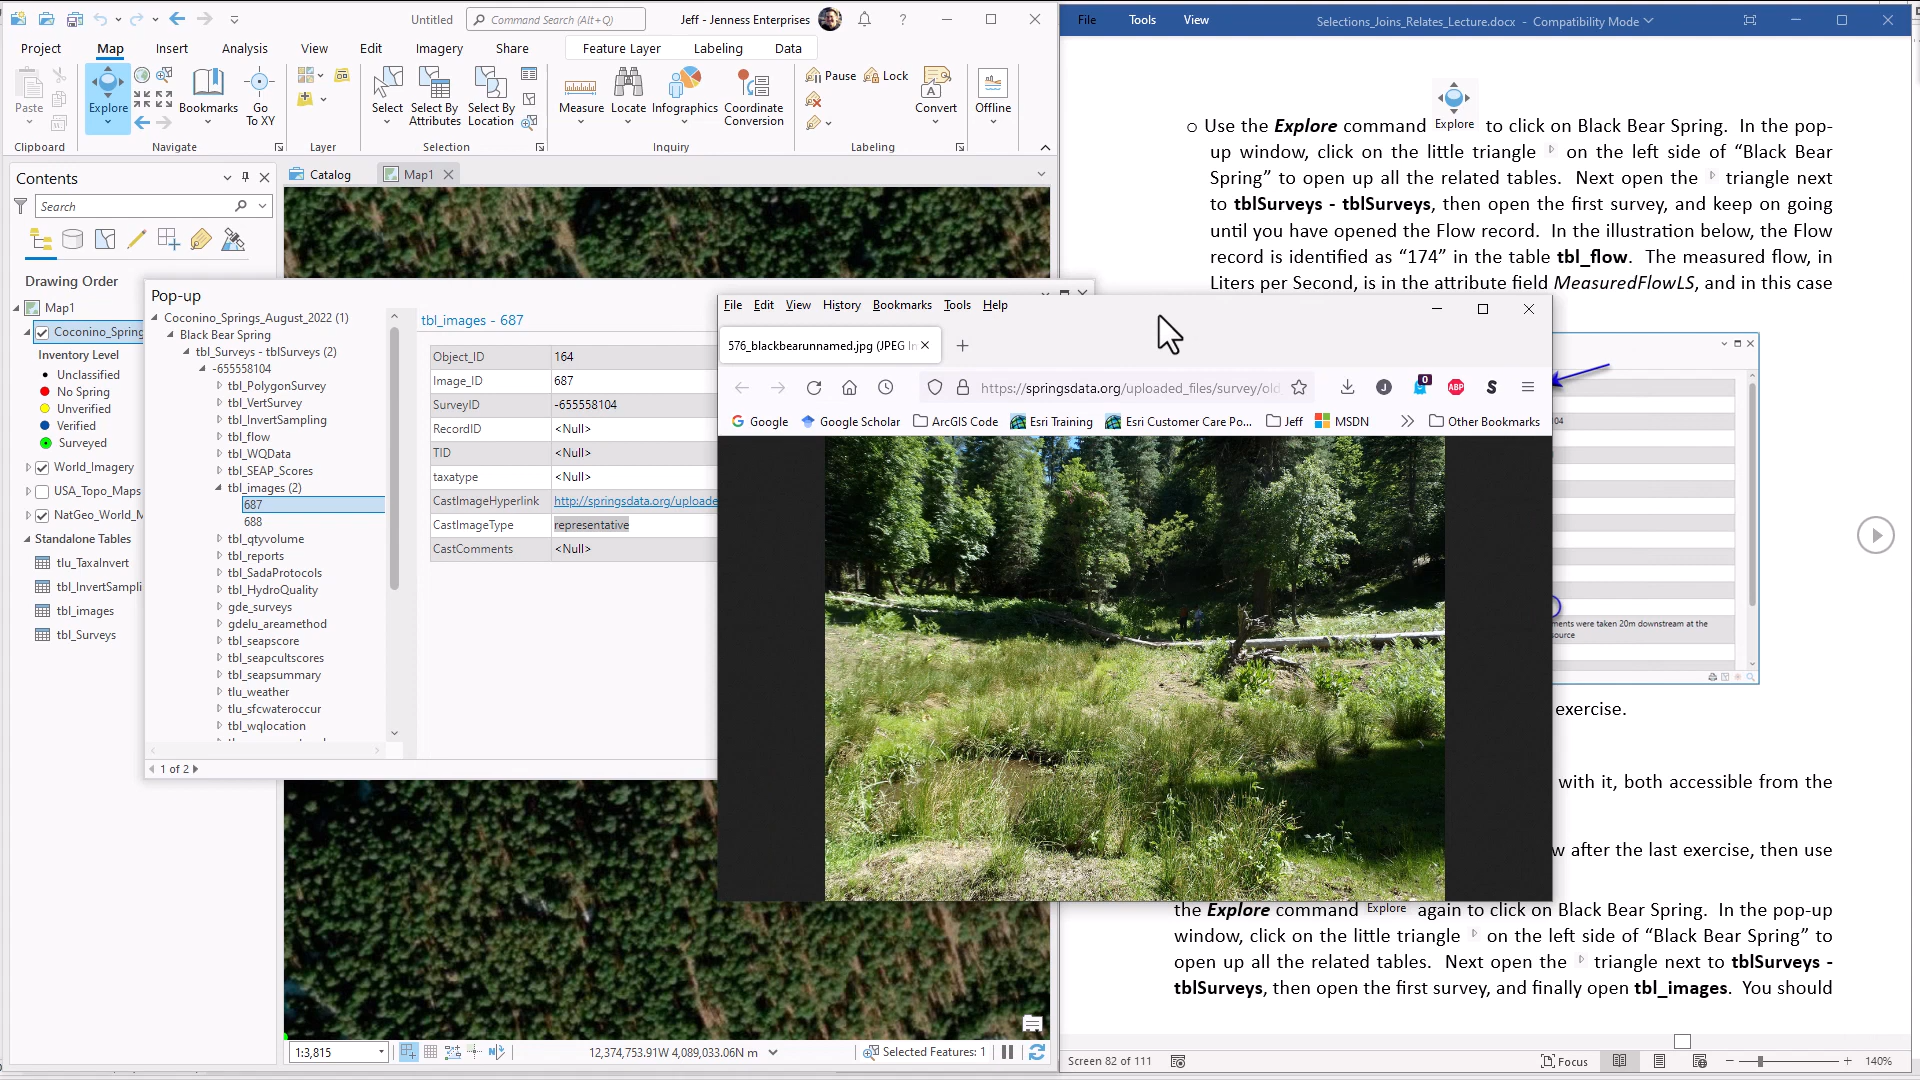 Untitled
Command Search (Alt+Q)
Jeff - Jenness Enterprises
?
Project
Map
Insert
Analysis
View
Edit
Imagery
Share
Feature Layer
Labeling
Data
Paste
Explore
Bookmarks
Go
To XY
Select
Select By
Attributes
Select By
Location
Measure
Locate
Infographics
Coordinate
Conversion
Pause
Lock
Convert
Offline
Clipboard
Navigate
Layer
Selection
Inquiry
Labeling
Contents
Search
Drawing Order
Map1
Coconino_Spring
Inventory Level
Unclassified
No Spring
Unverified
Verified
Surveyed
World_Imagery
USA_Topo_Maps
NatGeo_World_M
Standalone Tables
tlu_TaxaInvert
tbl_InvertSampli
tbl_images
tbl_Surveys
Catalog
Map1
Pop-up
Coconino_Springs_August_2022 (1)
Black Bear Spring
tbl_Surveys - tblSurveys (2)
-655558104
tbl_PolygonSurvey
tbl_VertSurvey
tbl_InvertSampling
tbl_flow
tbl_WQData
tbl_SEAP_Scores
tbl_images (2)
687
688
tbl_qtyvolume
tbl_reports
tbl_SadaProtocols
tbl_HydroQuality
gde_surveys
gdelu_areamethod
tbl_seapscore
tbl_seapcultscores
tbl_seapsummary
tlu_weather
tlu_sfcwateroccur
tbl_wqlocation
1 of 2
tbl_images - 687
Object_ID 164
Image_ID 687
SurveyID -655558104
RecordID <Null>
TID <Null>
taxatype <Null>
CastImageHyperlink http://springsdata.org/uploade
CastImageType representative
CastComments <Null>
1:3,815
12,374,753.91W 4,089,033.06N m
Selected Features: 1
File Edit View History Bookmarks Tools Help
576_blackbearunnamed.jpg (JPEG In
https://springsdata.org/uploaded_files/survey/old
0
J
ABP
S
Google
Google Scholar
ArcGIS Code
Esri Training
Esri Customer Care Po...
Jeff
MSDN
Other Bookmarks
File Tools View
Selections_Joins_Relates_Lecture.docx - Compatibility Mode
o Use the Explore command Explore to click on Black Bear Spring. In the pop-
up window, click on the little triangle on the left side of “Black Bear
Spring” to open up all the related tables. Next open the triangle next
to tblSurveys - tblSurveys, then open the first survey, and keep on going
until you have opened the Flow record. In the illustration below, the Flow
record is identified as “174” in the table tbl_flow. The measured flow, in
Liters per Second, is in the attribute field MeasuredFlowLS, and in this case
04
ments were taken 20m downstream at the
source
exercise.
with it, both accessible from the
w after the last exercise, then use
the Explore command Explore again to click on Black Bear Spring. In the pop-up
window, click on the little triangle on the left side of “Black Bear Spring” to
open up all the related tables. Next open the triangle next to tblSurveys -
tblSurveys, then open the first survey, and finally open tbl_images. You should
Screen 82 of 111
Focus
140%